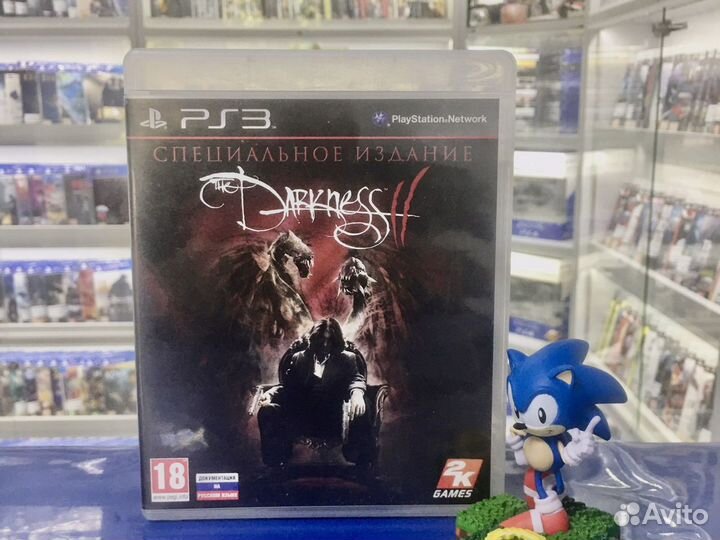 PS3
PlayStation®Network
СПЕЦИАЛЬНОЕ ИЗДАНИЕ
THE DARKNESS II
18
www.pegi.info
ДОКУМЕНТАЦИЯ
НА
РУССКОМ ЯЗЫКЕ
2K
GAMES
Avito